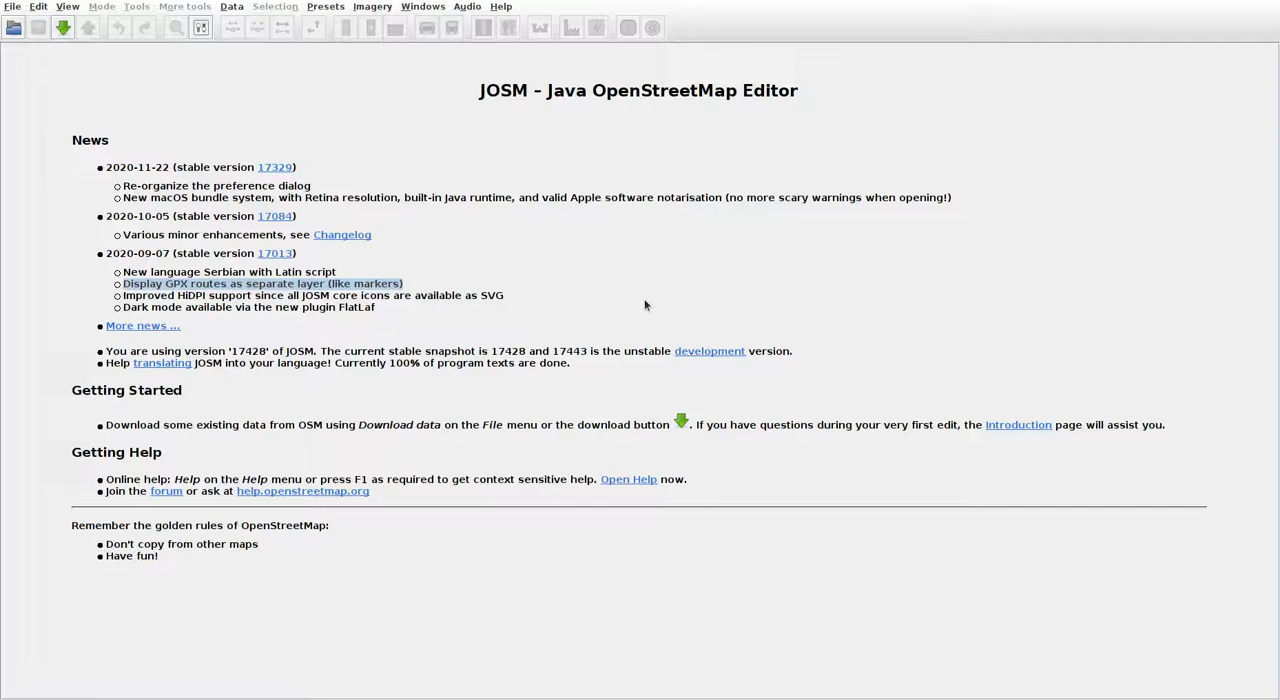 File Edit View Mode Tools More tools Data Selection Presets Imagery Windows Audio Help
JOSM – Java OpenStreetMap Editor
News
2020-11-22 (stable version 17329)
Re-organize the preference dialog
New macOS bundle system, with Retina resolution, built-in Java runtime, and valid Apple software notarisation (no more scary warnings when opening!)
2020-10-05 (stable version 17084)
Various minor enhancements, see Changelog
2020-09-07 (stable version 17013)
New language Serbian with Latin script
Display GPX routes as separate layer (like markers)
Improved HiDPI support since all JOSM core icons are available as SVG
Dark mode available via the new plugin FlatLaf
More news ...
You are using version '17428' of JOSM. The current stable snapshot is 17428 and 17443 is the unstable development version.
Help translating JOSM into your language! Currently 100% of program texts are done.
Getting Started
Download some existing data from OSM using Download data on the File menu or the download button . If you have questions during your very first edit, the Introduction page will assist you.
Getting Help
Online help: Help on the Help menu or press F1 as required to get context sensitive help. Open Help now.
Join the forum or ask at help.openstreetmap.org
Remember the golden rules of OpenStreetMap:
Don't copy from other maps
Have fun!